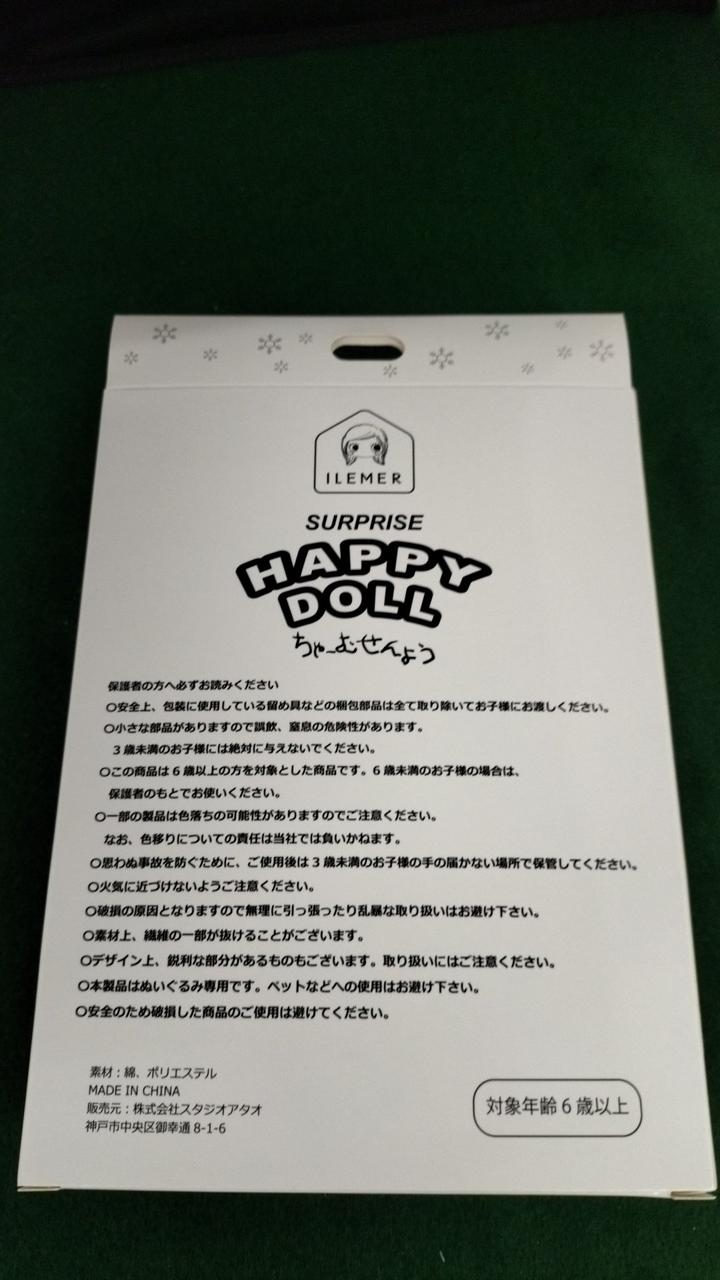 ILEMER
SURPRISE
HAPPY
DOLL
ちゃーむせんよう
保護者の方へ必ずお読みください
○安全上、包装に使用している留め具などの梱包部品は全て取り除いてお子様にお渡しください。
○小さな部品がありますので誤飲、窒息の危険性があります。
3歳未満のお子様には絶対に与えないでください。
○この商品は6歳以上の方を対象とした商品です。6歳未満のお子様の場合は、
保護者のもとでお使いください。
○一部の製品は色落ちの可能性がありますのでご注意ください。
なお、色移りについての責任は当社では負いかねます。
○思わぬ事故を防ぐために、ご使用後は3歳未満のお子様の手の届かない場所で保管してください。
○火気に近づけないようご注意ください。
○破損の原因となりますので無理に引っ張ったり乱暴な取り扱いはお避け下さい。
○素材上、繊維の一部が抜けることがございます。
○デザイン上、鋭利な部分があるものもございます。取り扱いにはご注意ください。
○本製品はぬいぐるみ専用です。ペットなどへの使用はお避け下さい。
○安全のため破損した商品のご使用は避けてください。
素材：綿、ポリエステル
MADE IN CHINA
販売元：株式会社スタジオアタオ
神戸市中央区御幸通 8-1-6
対象年齢6歳以上